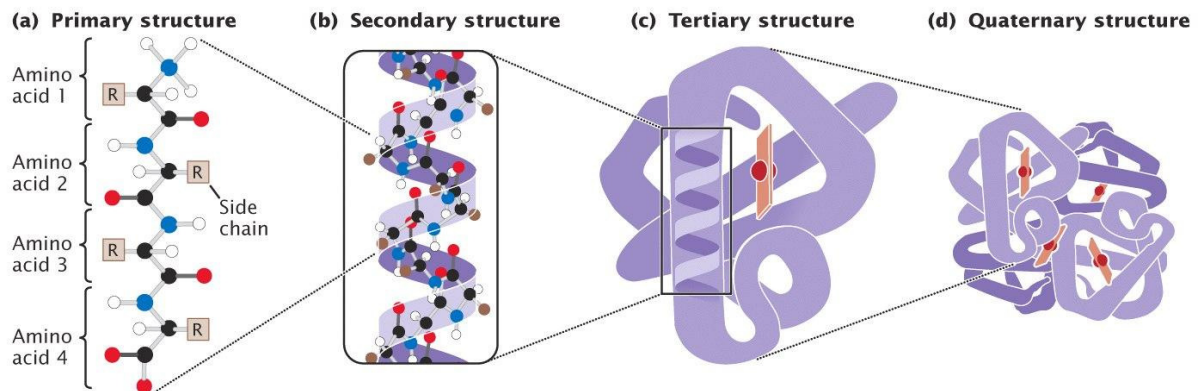 (a) Primary structure
(b) Secondary structure
(c) Tertiary structure
(d) Quaternary structure
Amino
acid 1
R
Amino
acid 2
R
Side
chain
Amino
acid 3
R
Amino
acid 4
R